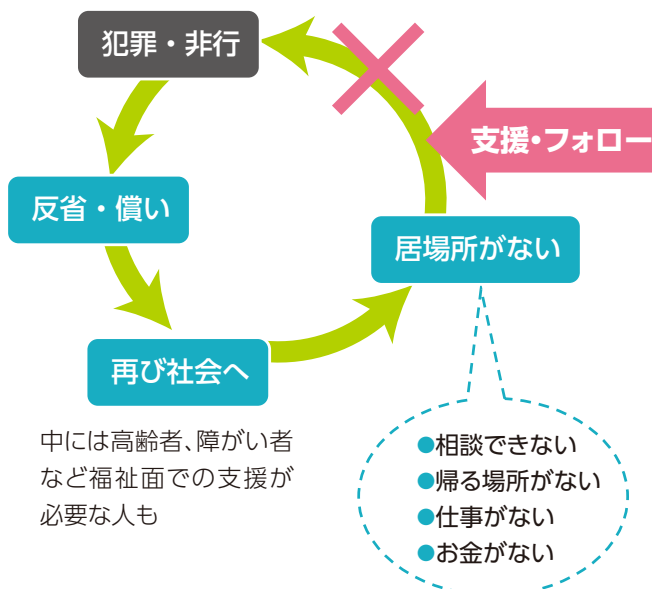 犯罪・非行
支援・フォロー
反省・償い
居場所がない
再び社会へ
中には高齢者、障がい者
など福祉面での支援が
必要な人も
●相談できない
●帰る場所がない
●仕事がない
●お金がない